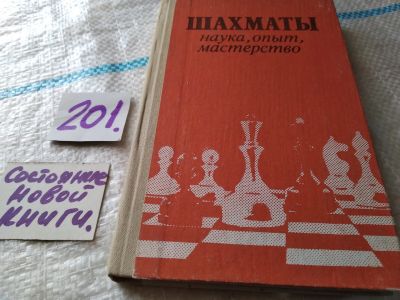 ШАХМАТЫ
наука, опыт,
мастерство
201.
Состояние
новой
книги.